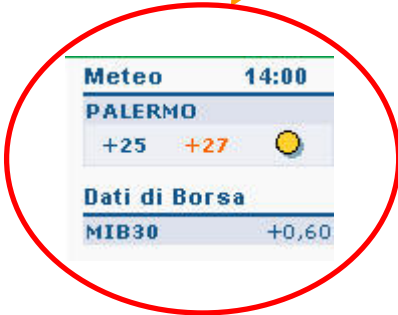 Meteo 14:00
PALERMO
+25 +27
Dati di Borsa
MIB30 +0,60